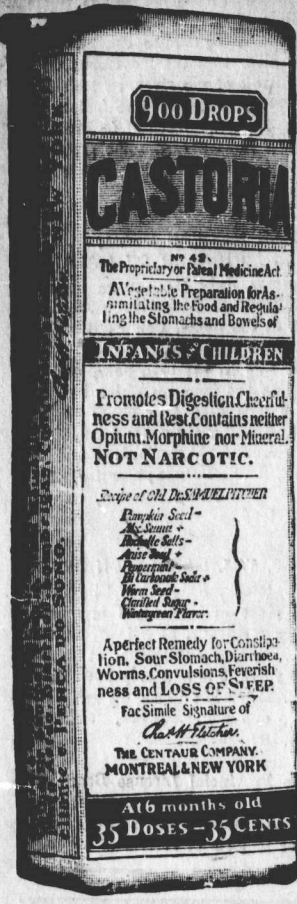 900 DROPS
CASTORIA
Nº 42.
The Proprietary or Patent Medicine Act.
A Vegetable Preparation for As-
similating the Food and Regula-
ting the Stomachs and Bowels of
INFANTS & CHILDREN
Promotes Digestion, Cheerful-
ness and Rest. Contains neither
Opium, Morphine nor Mineral.
NOT NARCOTIC.
Recipe of Old Dr. SAMUEL PITCHER
Pumpkin Seed -
Alx. Senna +
Rochelle Salts -
Anise Seed +
Peppermint -
Bi Carbonate Soda +
Worm Seed -
Clarified Sugar -
Wintergreen Flavor.
A perfect Remedy for Constipa-
tion, Sour Stomach, Diarrhoea,
Worms, Convulsions, Feverish
ness and LOSS OF SLEEP.
Fac Simile Signature of
Chas H Fletcher
THE CENTAUR COMPANY.
MONTREAL & NEW YORK
At 6 months old
35 DOSES – 35 CENTS